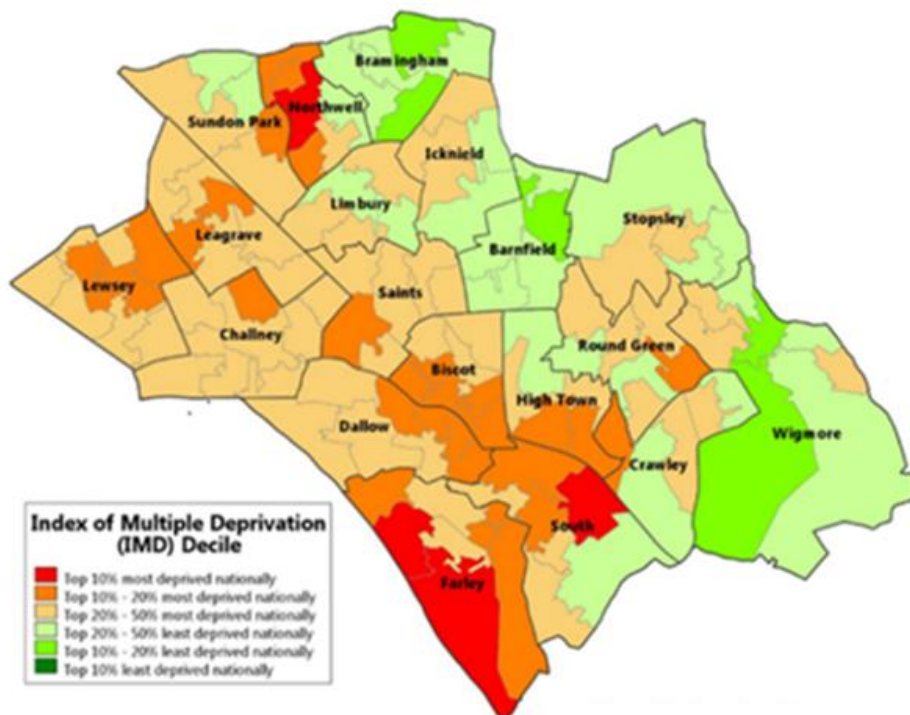 Bramingham
Northwell
Sundon Park
Icknield
Limbury
Stopsley
Leagrave
Barnfield
Lewsey
Saints
Challney
Round Green
Biscot
High Town
Dallow
Wigmore
Crawley
South
Farley
Index of Multiple Deprivation
(IMD) Decile
Top 10% most deprived nationally
Top 10% - 20% most deprived nationally
Top 20% - 50% most deprived nationally
Top 20% - 50% least deprived nationally
Top 10% - 20% least deprived nationally
Top 10% least deprived nationally